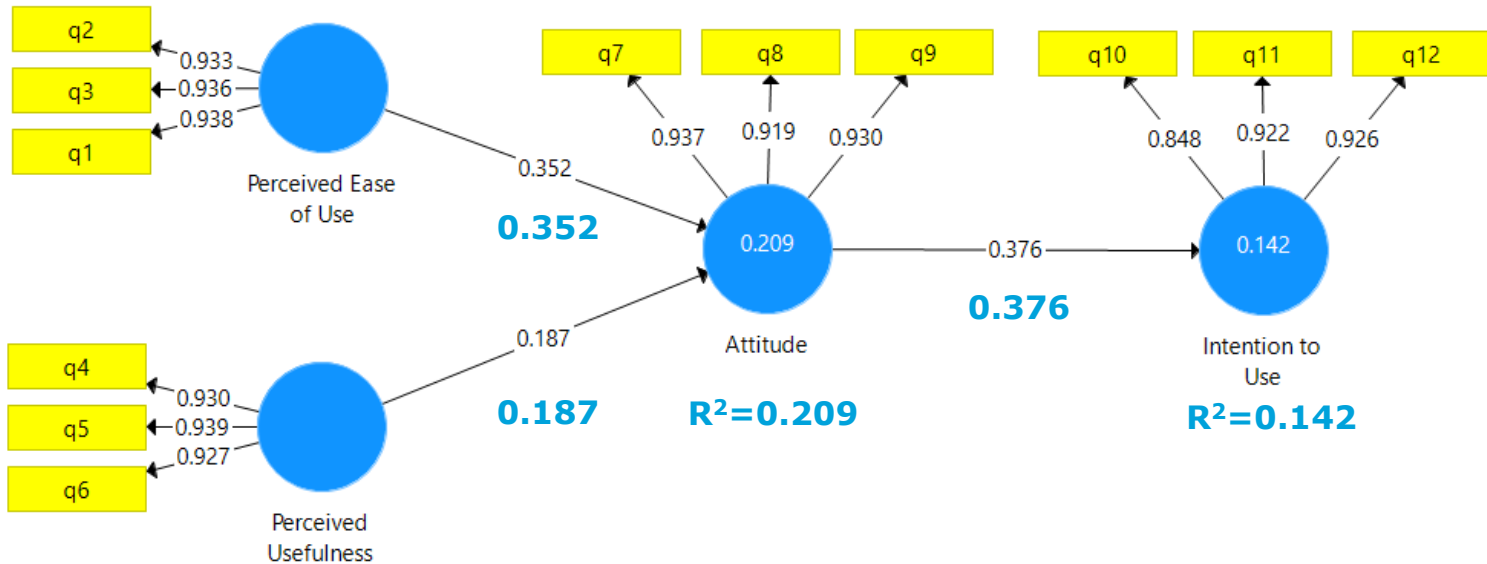 q2
q3
q1
0.933
0.936
0.938
Perceived Ease
of Use
0.352
0.352
q7
q8
q9
0.937
0.919
0.930
0.209
Attitude
R²=0.209
q10
q11
q12
0.848
0.922
0.926
0.376
0.376
0.142
Intention to
Use
R²=0.142
q4
q5
q6
0.930
0.939
0.927
Perceived
Usefulness
0.187
0.187